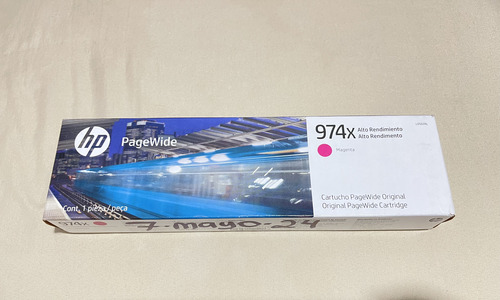 hp
PageWide
974x
Alto Rendimiento
Alto Rendimento
Magenta
Cartucho PageWide Original
Original PageWide Cartridge
Cont. 1 pieza/peça
974x
7-mayo-24